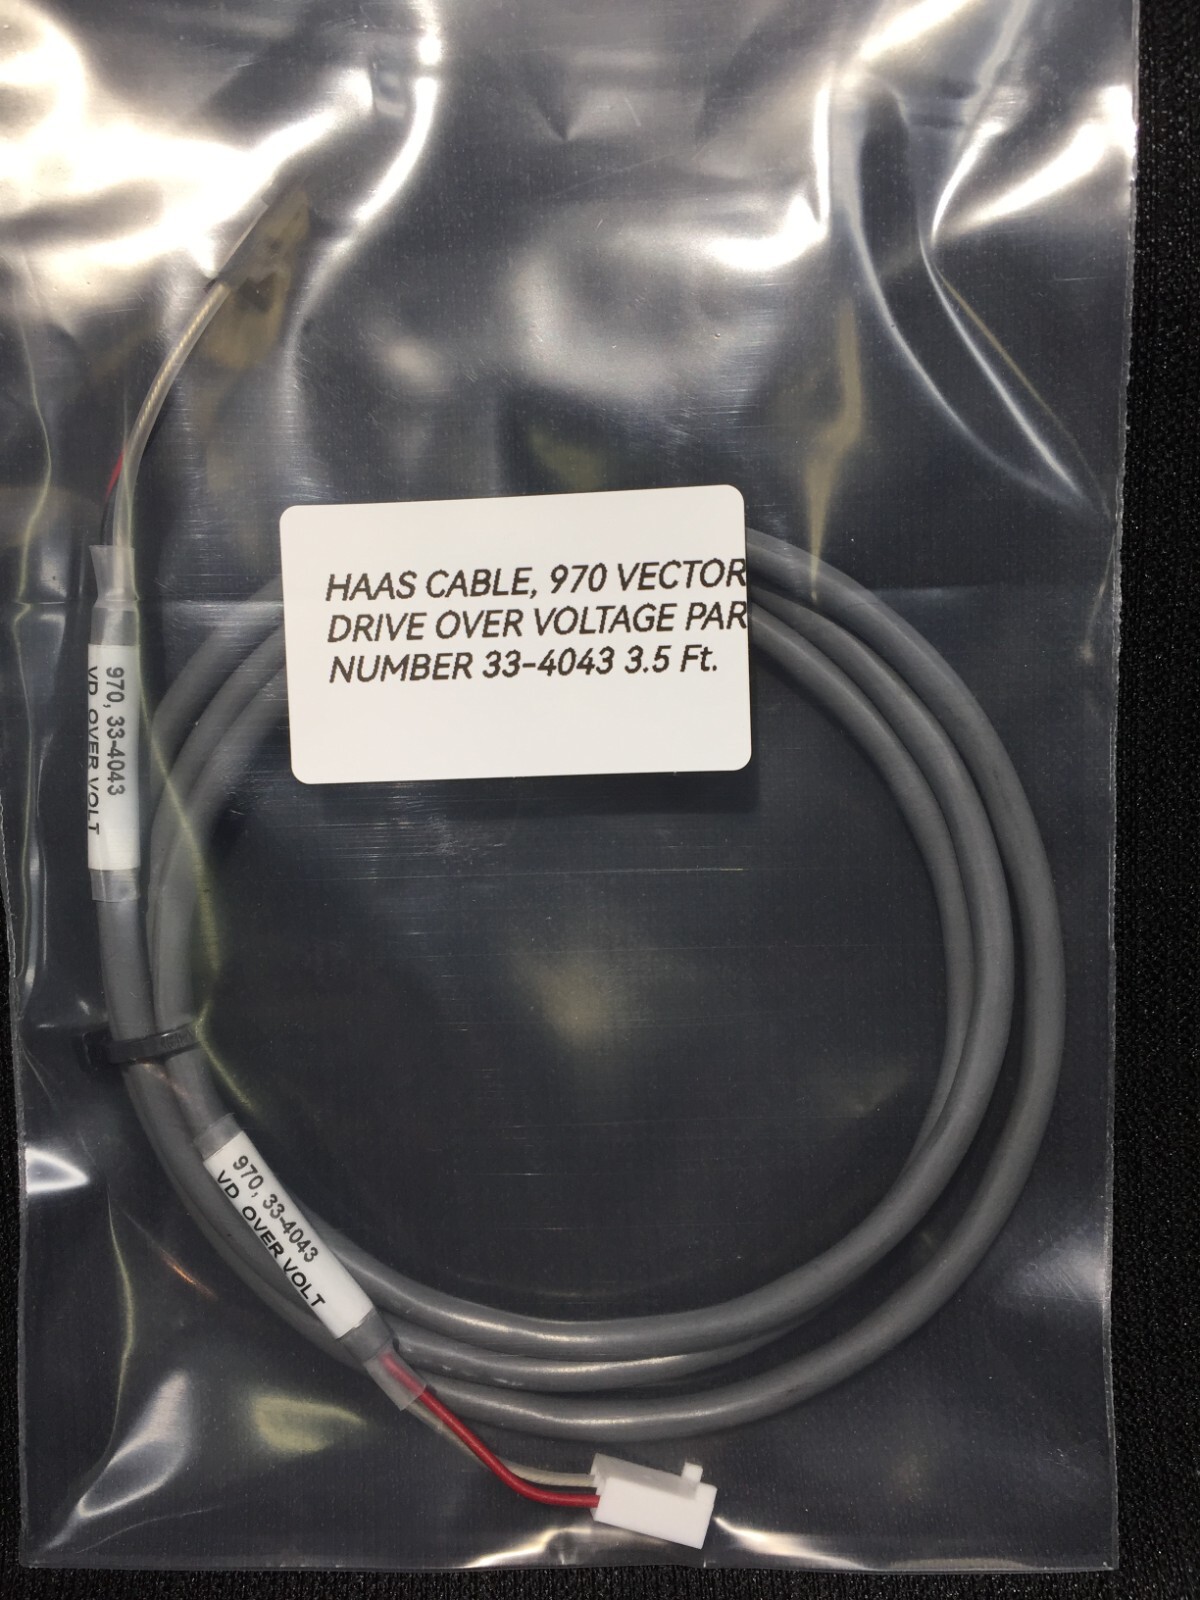 HAAS CABLE, 970 VECTOR
DRIVE OVER VOLTAGE PAR
NUMBER 33-4043 3.5 Ft.
970, 33-4043
VD OVER VOLT
970, 33-4043
VD OVER VOLT